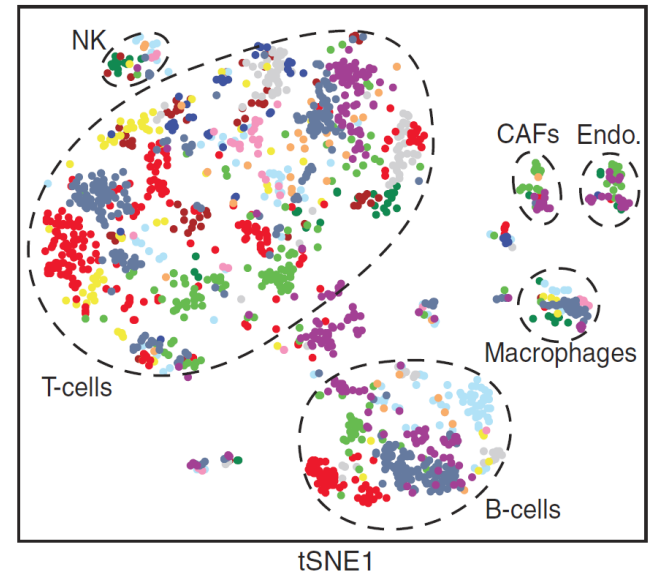 NK
CAFs Endo.
Macrophages
T-cells
B-cells
tSNE1